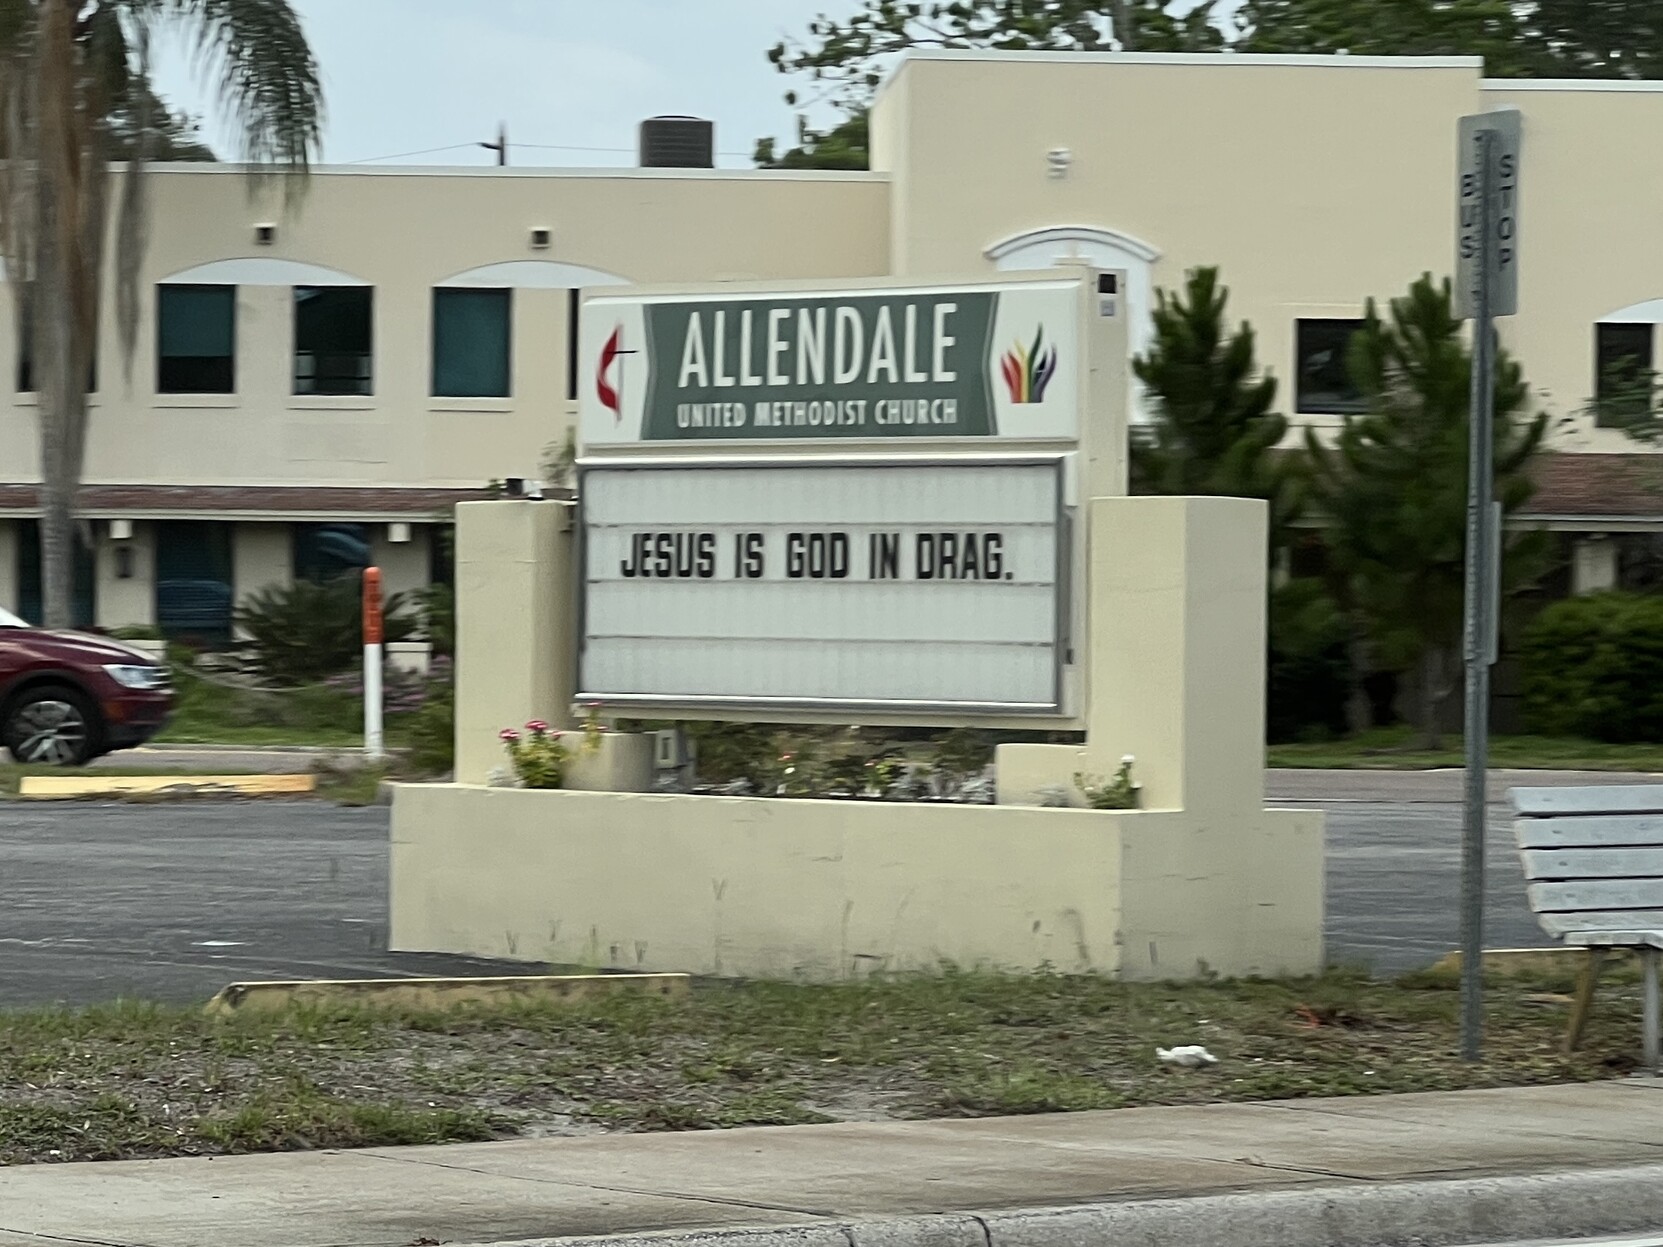 ALLENDALE
UNITED METHODIST CHURCH
JESUS IS GOD IN DRAG.
BUS
STOP